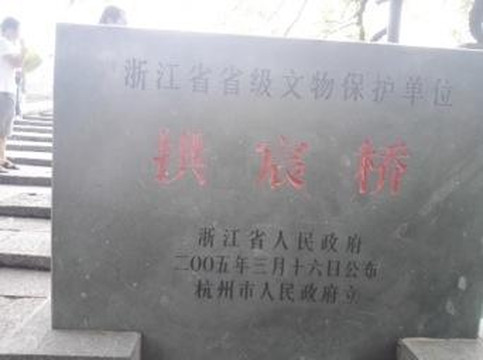 浙江省省级文物保护单位
拱宸桥
浙江省人民政府
二〇〇五年三月十六日公布
杭州市人民政府立